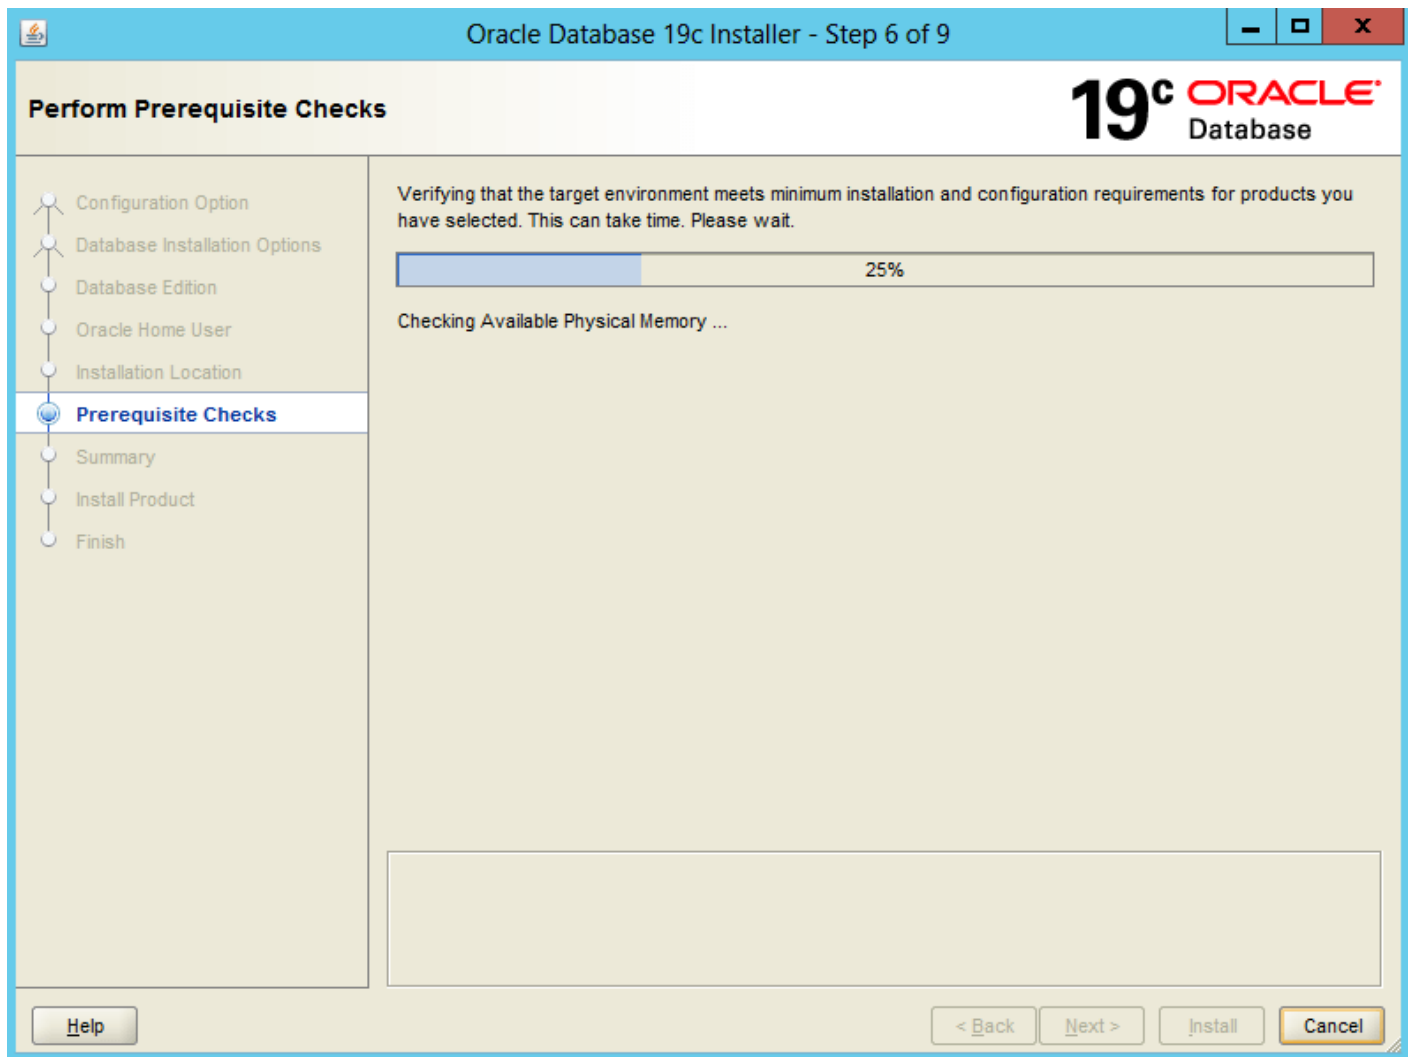 Oracle Database 19c Installer - Step 6 of 9
Perform Prerequisite Checks
19c ORACLE
Database
Configuration Option
Database Installation Options
Database Edition
Oracle Home User
Installation Location
Prerequisite Checks
Summary
Install Product
Finish
Verifying that the target environment meets minimum installation and configuration requirements for products you
have selected. This can take time. Please wait.
25%
Checking Available Physical Memory ...
Help
< Back
Next >
Install
Cancel